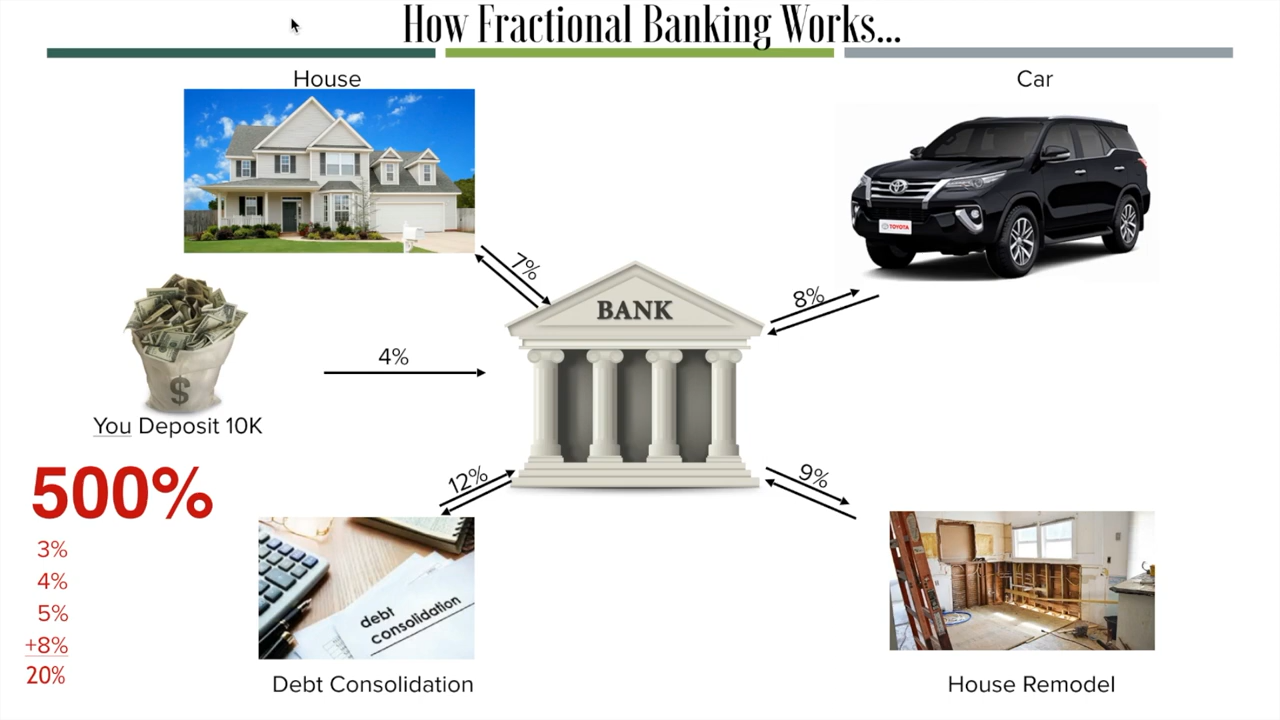 How Fractional Banking Works...
House
Car
7%
BANK
8%
TOYOTA
4%
$
You Deposit 10K
500%
3%
4%
5%
+8%
20%
12%
9%
debt
consolidation
Debt Consolidation
House Remodel